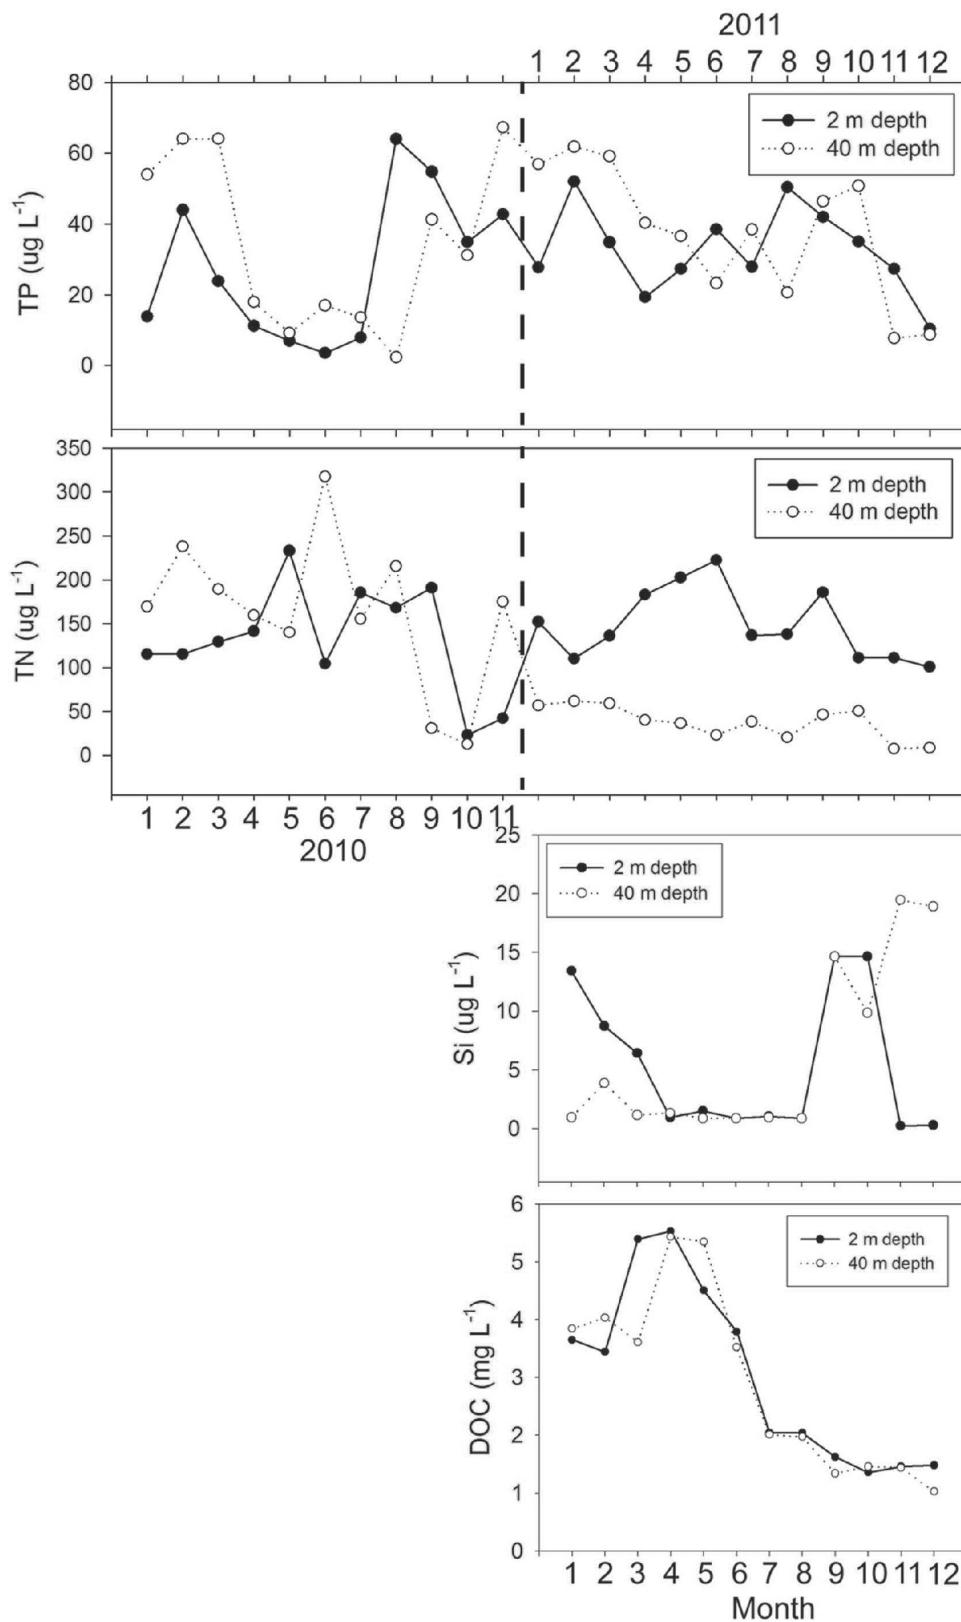 2011
1 2 3 4 5 6 7 8 9 10 11 12
80
60
40
20
0
TP (ug L-1)
2 m depth
40 m depth
350
300
250
200
150
100
50
0
TN (ug L-1)
2 m depth
40 m depth
1 2 3 4 5 6 7 8 9 10 11
2010
25
20
15
10
5
0
Si (ug L-1)
2 m depth
40 m depth
6
5
4
3
2
1
0
DOC (mg L-1)
2 m depth
40 m depth
1 2 3 4 5 6 7 8 9 10 11 12
Month